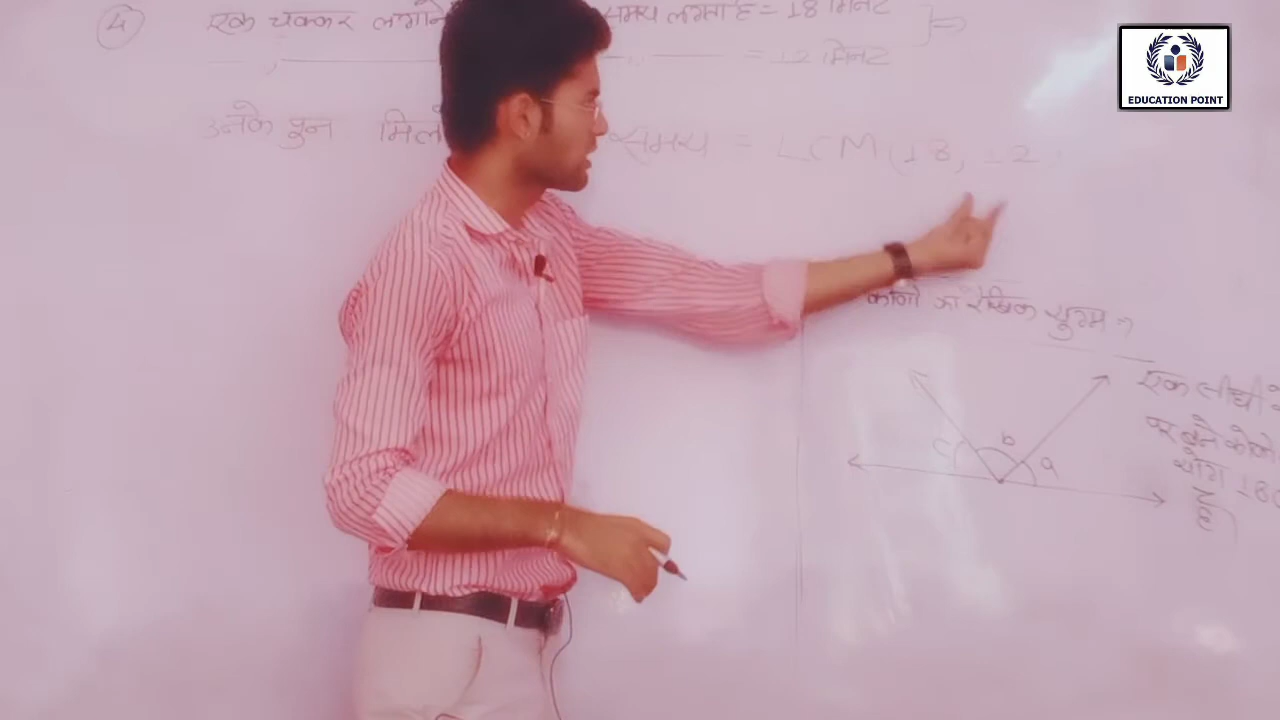 4 एक चक्कर लगाने समय लगता है = 18 मिनट } =>
" = 12 मिनट
उनके पुन मिलने समय = LCM(18, 12
कोणों का रैखिक युग्म =>
एक सीधी
पर बने कोणों
योग 180
है)
c b a
EDUCATION POINT